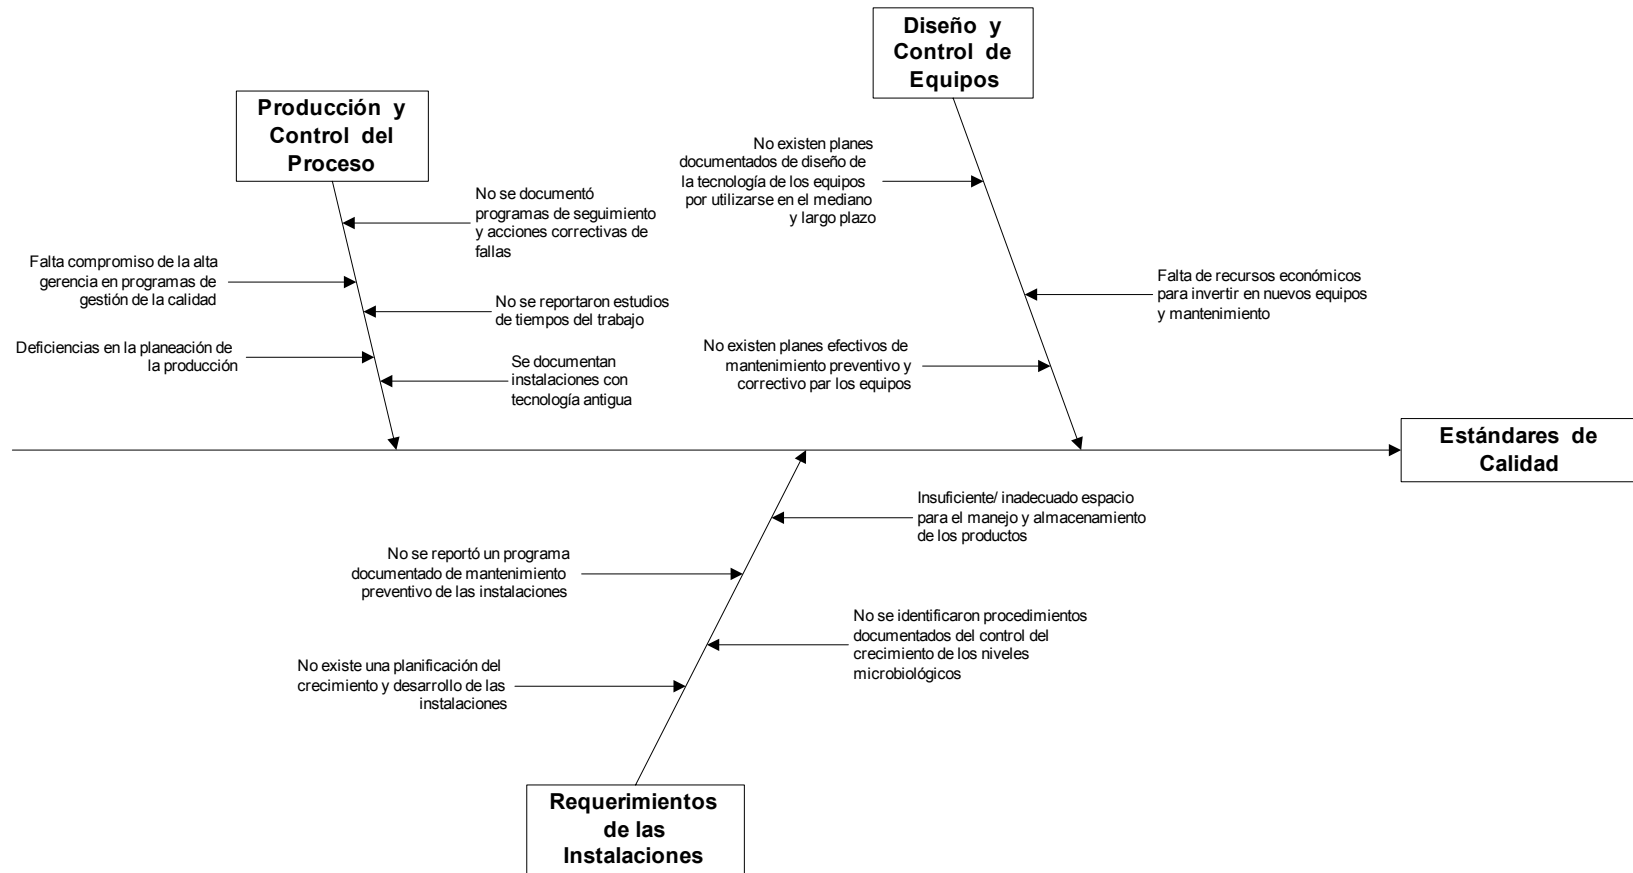 Diseño y
Control de
Equipos
Producción y
Control del
Proceso
No existen planes
documentados de diseño de
la tecnología de los equipos
por utilizarse en el mediano
y largo plazo
No se documentó
programas de seguimiento
y acciones correctivas de
fallas
Falta compromiso de la alta
gerencia en programas de
gestión de la calidad
Falta de recursos económicos
para invertir en nuevos equipos
y mantenimiento
No se reportaron estudios
de tiempos del trabajo
Deficiencias en la planeación de
la producción
No existen planes efectivos de
mantenimiento preventivo y
correctivo par los equipos
Se documentan
instalaciones con
tecnología antigua
Estándares de
Calidad
Insuficiente/ inadecuado espacio
para el manejo y almacenamiento
de los productos
No se reportó un programa
documentado de mantenimiento
preventivo de las instalaciones
No se identificaron procedimientos
documentados del control del
crecimiento de los niveles
microbiológicos
No existe una planificación del
crecimiento y desarrollo de las
instalaciones
Requerimientos
de las
Instalaciones